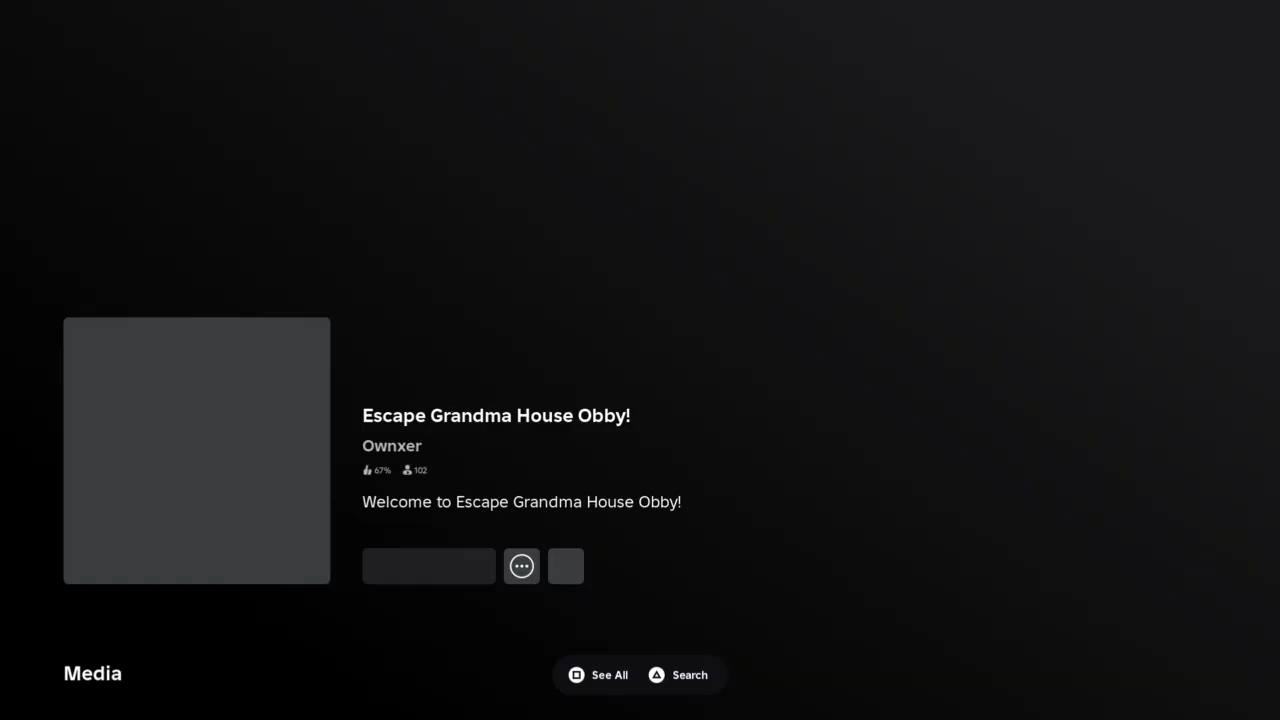 Escape Grandma House Obby!
Ownxer
67% 102
Welcome to Escape Grandma House Obby!
Media
See All Search